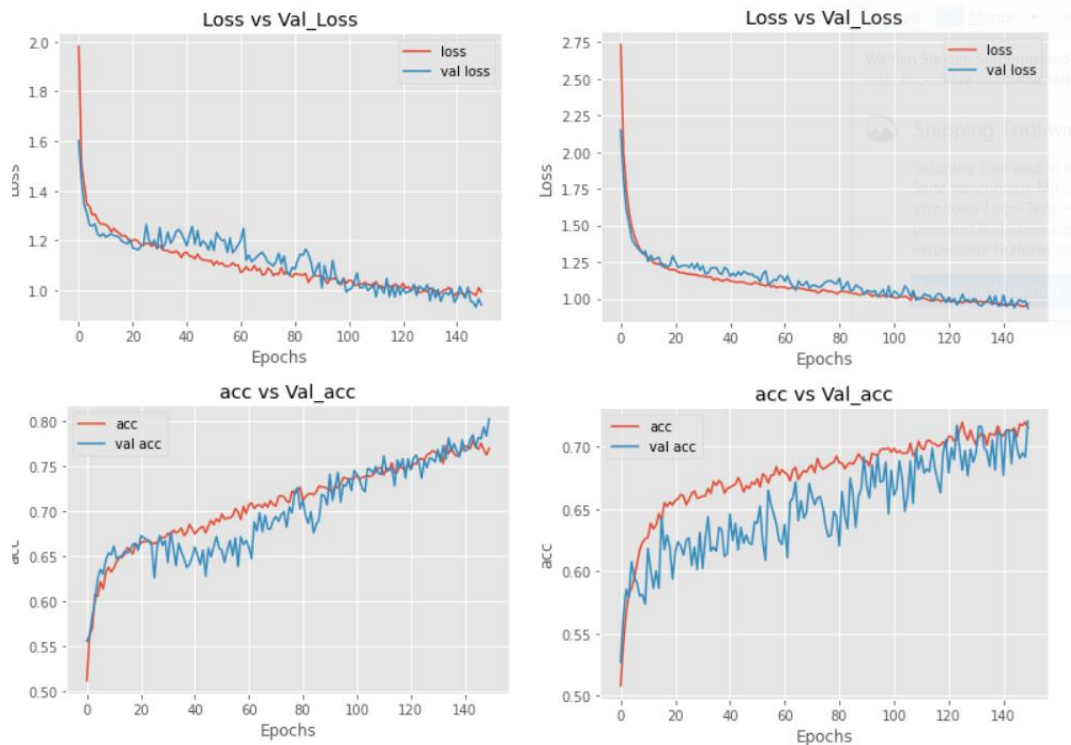 Loss vs Val_Loss
loss
val loss
2.0
1.8
1.6
1.4
1.2
1.0
Loss
0 20 40 60 80 100 120 140
Epochs
Loss vs Val_Loss
loss
val loss
2.75
2.50
2.25
2.00
1.75
1.50
1.25
1.00
Loss
0 20 40 60 80 100 120 140
Epochs
Snipping Tool
acc vs Val_acc
acc
val acc
0.80
0.75
0.70
0.65
0.60
0.55
0.50
acc
0 20 40 60 80 100 120 140
Epochs
acc vs Val_acc
acc
val acc
0.70
0.65
0.60
0.55
0.50
acc
0 20 40 60 80 100 120 140
Epochs